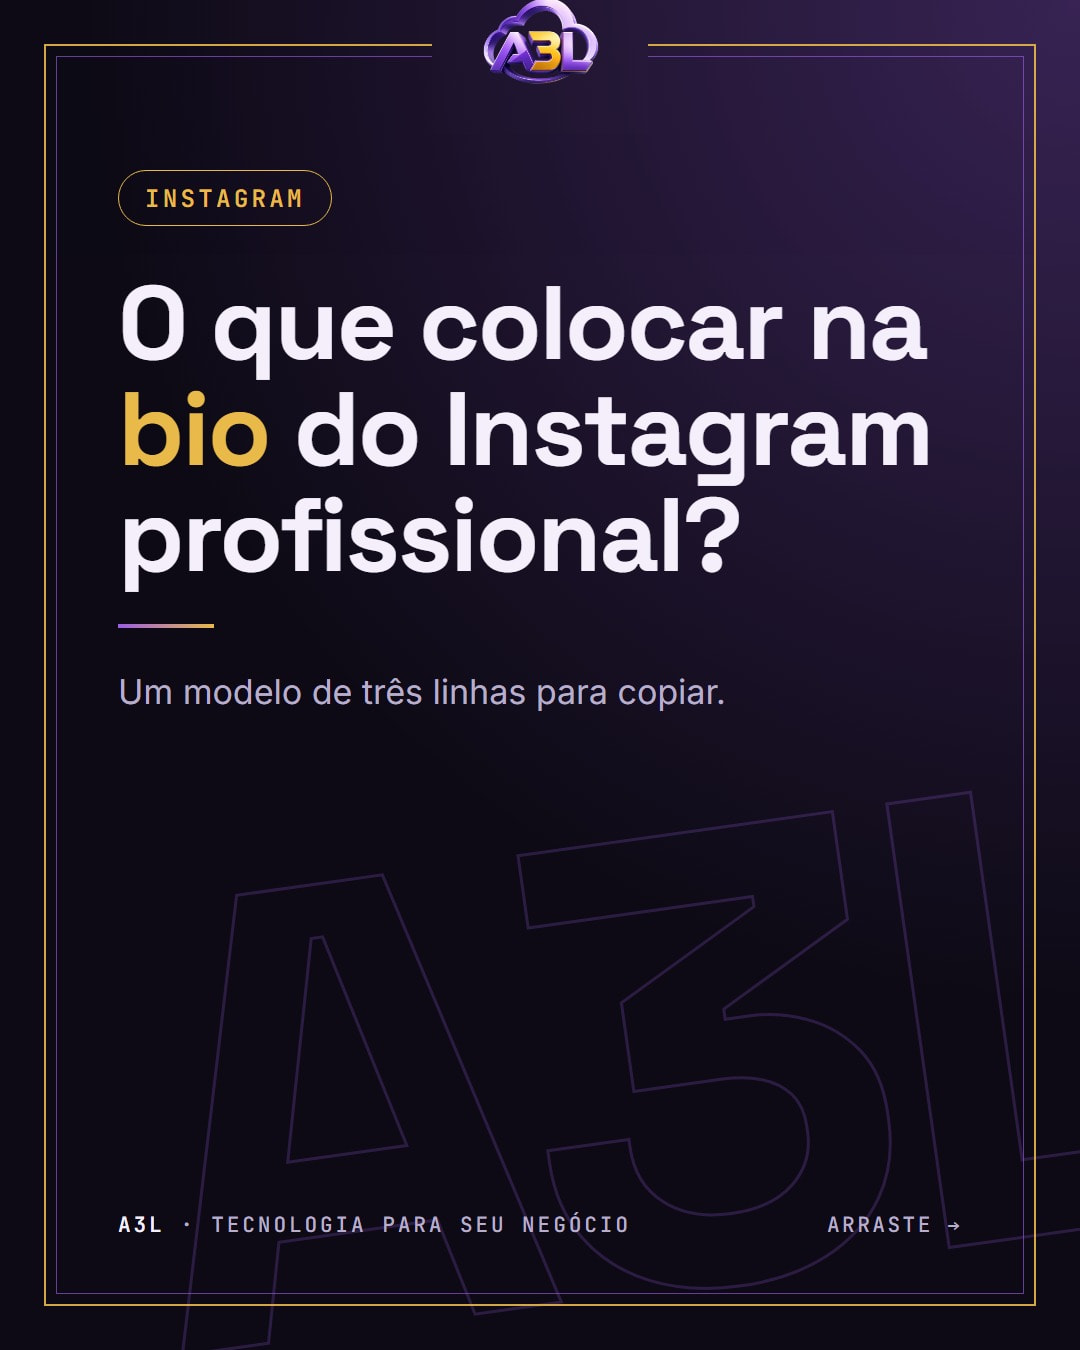 A3L
INSTAGRAM
O que colocar na
bio do Instagram
profissional?
Um modelo de três linhas para copiar.
A3L
A3L · TECNOLOGIA PARA SEU NEGÓCIO
ARRASTE →